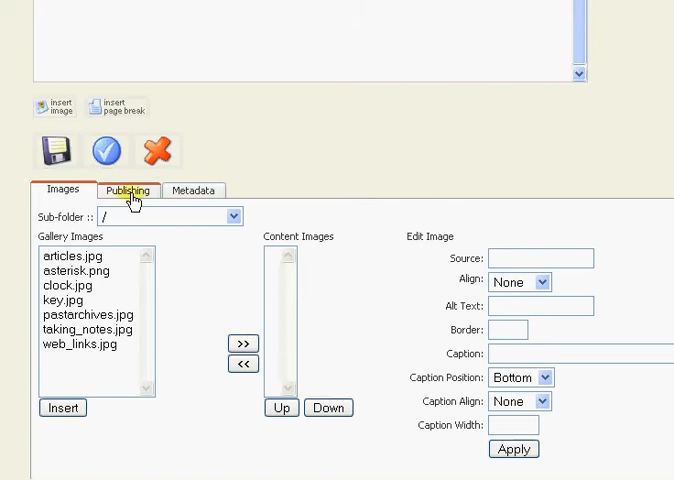 insert image
insert page break
Images Publishing Metadata
Sub-folder :: /
Gallery Images Content Images Edit Image
articles.jpg
asterisk.png
clock.jpg
key.jpg
pastarchives.jpg
taking_notes.jpg
web_links.jpg
>>
<<
Insert Up Down
Source:
Align: None
Alt Text:
Border:
Caption:
Caption Position: Bottom
Caption Align: None
Caption Width:
Apply